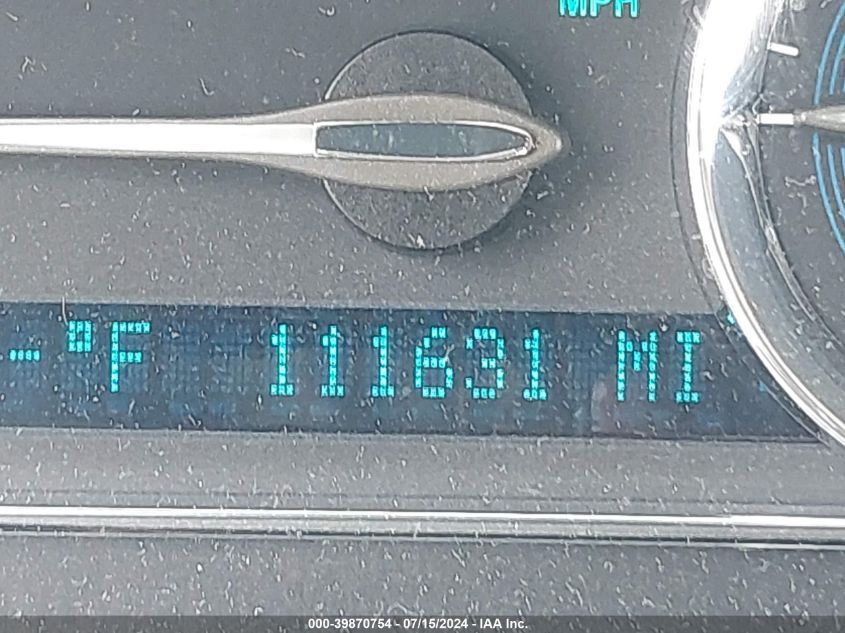 MPH
-°F 111631 MI
000-39870754 - 07/15/2024 - IAA Inc.